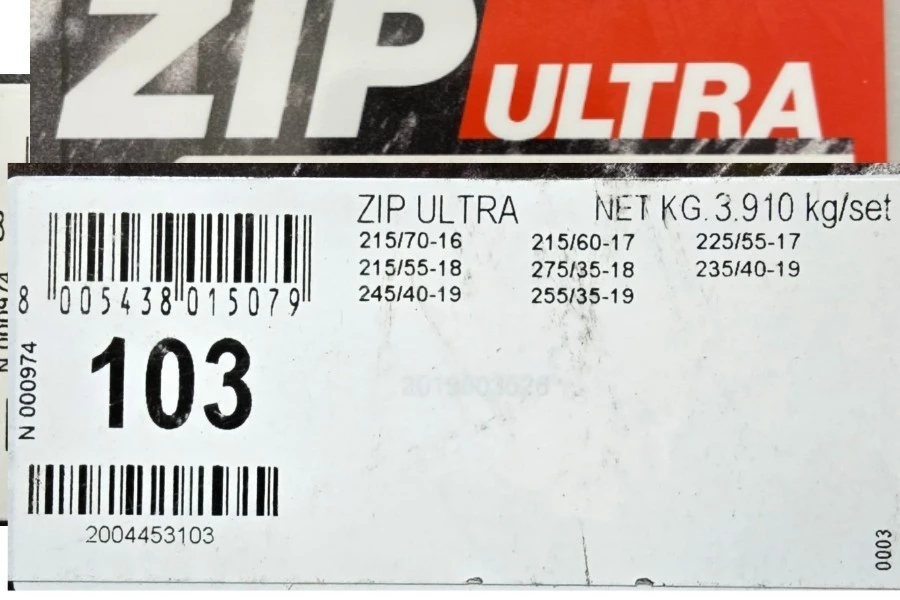 ZIP ULTRA
ZIP ULTRA NET KG. 3.910 kg/set
215/70-16 215/60-17 225/55-17
215/55-18 275/35-18 235/40-19
245/40-19 255/35-19
8 005438 015079
103
N 000974
2004453103
0003